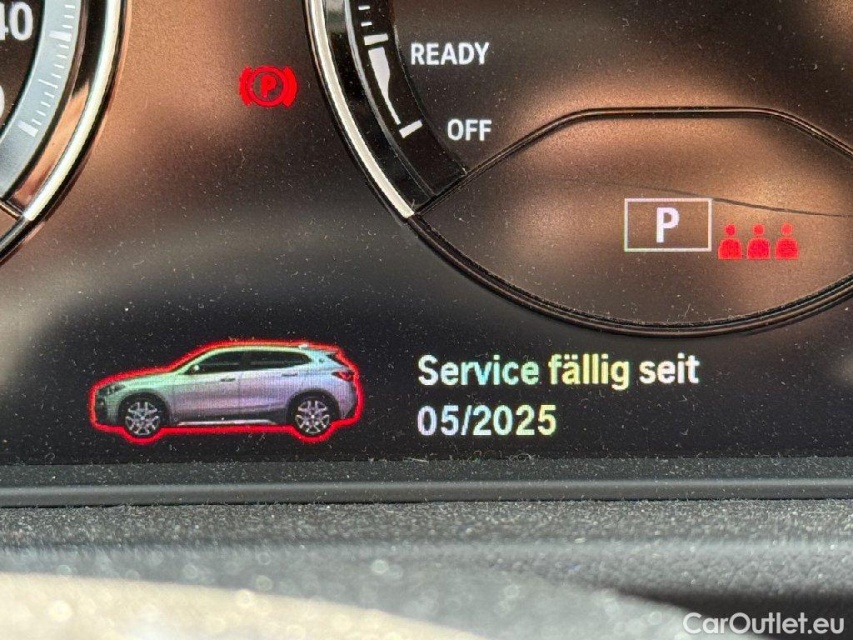 40
READY
OFF
P
P
Service fällig seit
05/2025
CarOutlet.eu